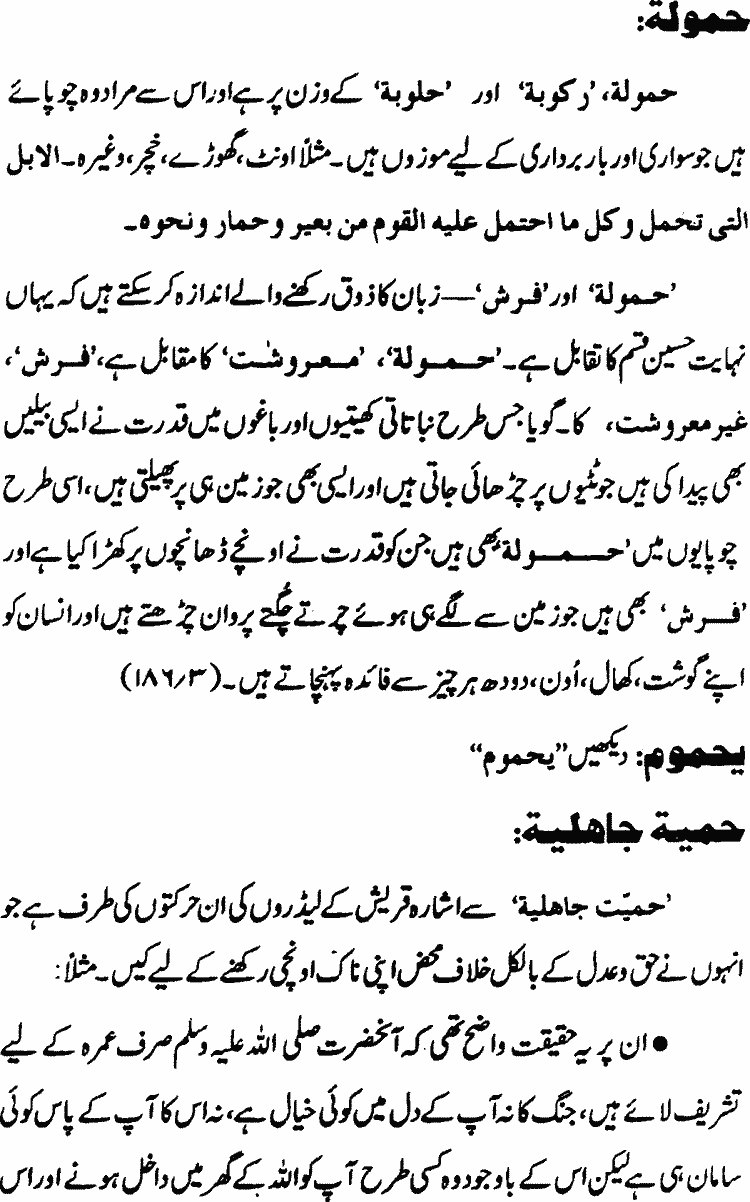 حمولة:
حمولة، ’رکوبة‘ اور ’حلوبة‘ کے وزن پر ہے اور اس سے مراد وہ چوپائے
ہیں جو سواری اور باربرداری کے لیے موزوں ہیں۔ مثلاً اونٹ، گھوڑے، خچر، وغیرہ۔ الابل
التی تحمل و کل ما احتمل علیه القوم من بعیر و حمار و نحوہ۔
’حمولة‘ اور ’فرش‘— زبان کا ذوق رکھنے والے اندازہ کر سکتے ہیں کہ یہاں
نہایت حسین قسم کا تقابل ہے۔ ’حمولة‘، ’معروشت‘ کا مقابل ہے، ’فرش‘،
غیر معروشت، کا۔ گویا جس طرح نباتاتی کھیتیوں اور باغوں میں قدرت نے ایسی بیلیں
بھی پیدا کی ہیں جو ٹٹیوں پر چڑھائی جاتی ہیں اور ایسی بھی جو زمین ہی پر پھیلتی ہیں، اسی طرح
چوپایوں میں ’حمولة‘ بھی ہیں جن کو قدرت نے اونچے ڈھانچوں پر کھڑا کیا ہے اور
’فرش‘ بھی ہیں جو زمین سے لگے ہی ہوئے چرتے چُگتے پروان چڑھتے ہیں اور انسان کو
اپنے گوشت، کھال، اُون، دودھ ہر چیز سے فائدہ پہنچاتے ہیں۔ (۱۸۶/۳)
یحموم: دیکھیں ”یحموم“
حمیة جاهلیة:
’حمیّت جاهلیة‘ سے اشارہ قریش کے لیڈروں کی ان حرکتوں کی طرف ہے جو
انہوں نے حق و عدل کے بالکل خلاف محض اپنی ناک اونچی رکھنے کے لیے کیں۔ مثلاً:
● ان پر یہ حقیقت واضح تھی کہ آنحضرت صلی اللہ علیہ وسلم صرف عمرہ کے لیے
تشریف لائے ہیں، جنگ کا نہ آپ کے دل میں کوئی خیال ہے، نہ اس کا آپ کے پاس کوئی
سامان ہی ہے لیکن اس کے باوجود وہ کسی طرح آپ کو اللہ کے گھر میں داخل ہونے اور اس